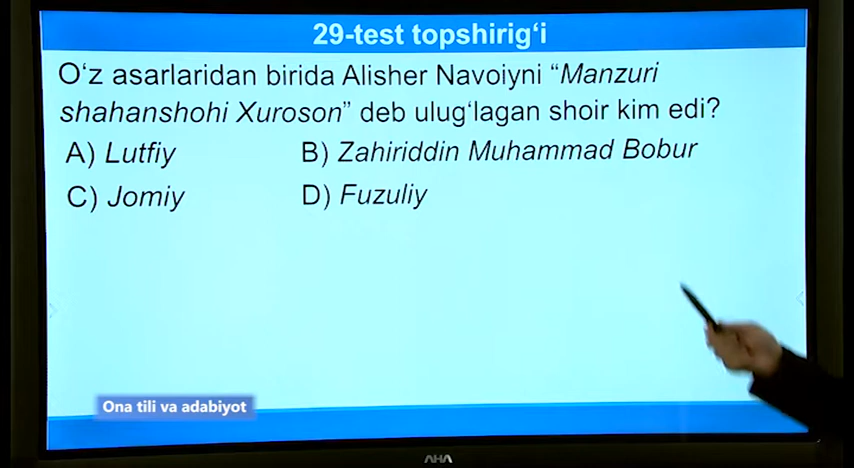 29-test topshirig‘i
O‘z asarlaridan birida Alisher Navoiyni “Manzuri
shahanshohi Xuroson” deb ulug‘lagan shoir kim edi?
A) Lutfiy B) Zahiriddin Muhammad Bobur
C) Jomiy D) Fuzuliy
Ona tili va adabiyot
AHA